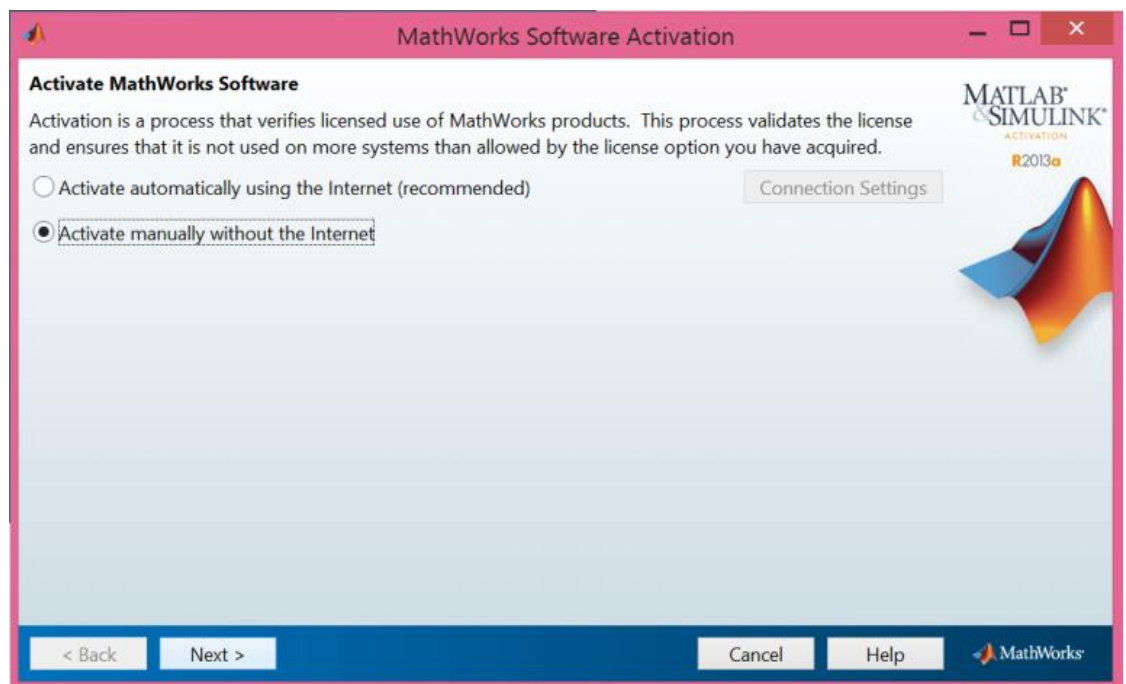 MathWorks Software Activation
Activate MathWorks Software
Activation is a process that verifies licensed use of MathWorks products. This process validates the license
and ensures that it is not used on more systems than allowed by the license option you have acquired.
Activate automatically using the Internet (recommended)
Connection Settings
Activate manually without the Internet
MATLAB®
&SIMULINK®
ACTIVATION
R2013a
< Back
Next >
Cancel
Help
MathWorks®